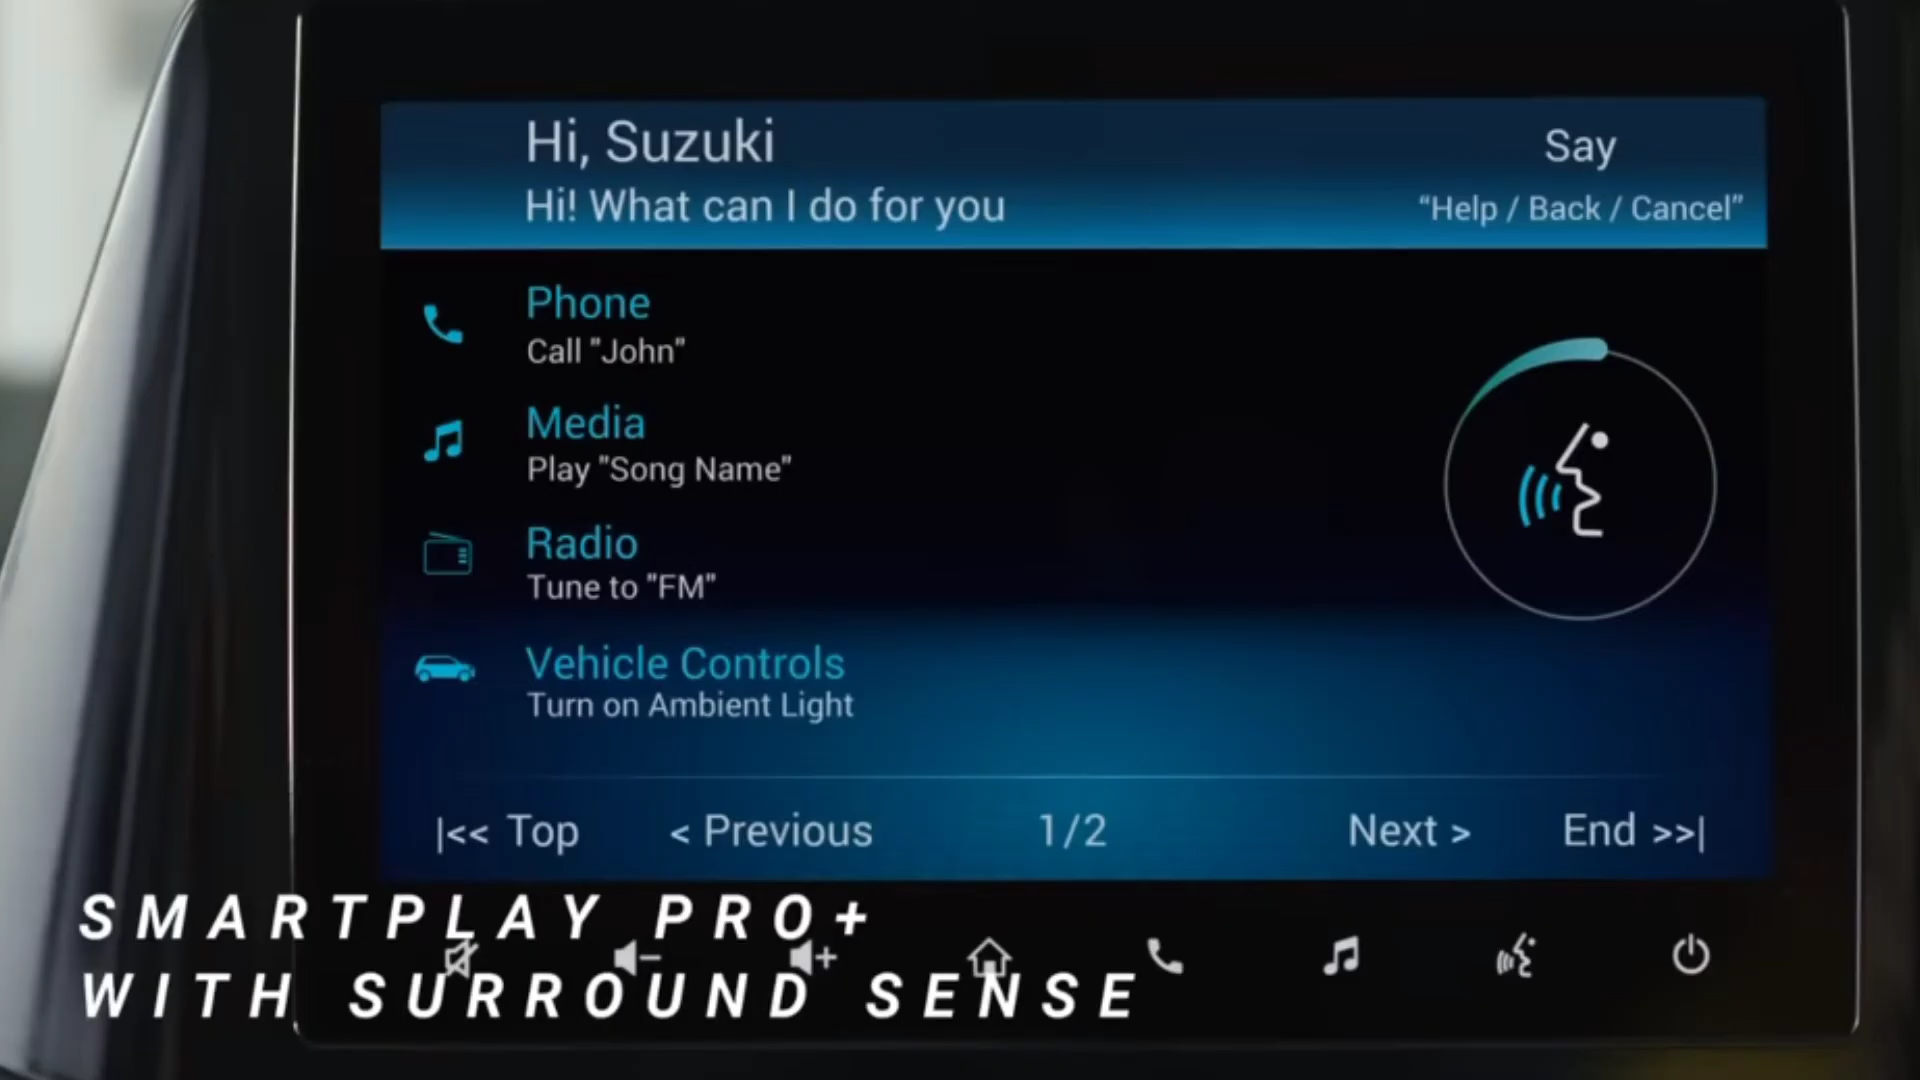 Hi, Suzuki
Hi! What can I do for you
Say
“Help / Back / Cancel”
Phone
Call "John"
Media
Play "Song Name"
Radio
Tune to "FM"
Vehicle Controls
Turn on Ambient Light
|<< Top < Previous 1/2 Next > End >>|
SMARTPLAY PRO+
WITH SURROUND SENSE